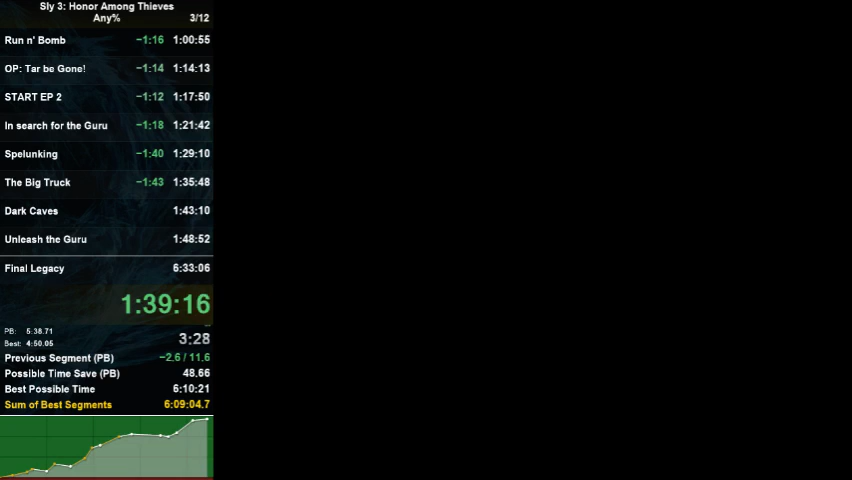 Sly 3: Honor Among Thieves
Any% 3/12
Run n' Bomb −1:16 1:00:55
OP: Tar be Gone! −1:14 1:14:13
START EP 2 −1:12 1:17:50
In search for the Guru −1:18 1:21:42
Spelunking −1:40 1:29:10
The Big Truck −1:43 1:35:48
Dark Caves 1:43:10
Unleash the Guru 1:48:52
Final Legacy 6:33:06
1:39:16
PB: 5:38.71
Best: 4:50.05
3:28
Previous Segment (PB) −2.6 / 11.6
Possible Time Save (PB) 48.66
Best Possible Time 6:10:21
Sum of Best Segments 6:09:04.7